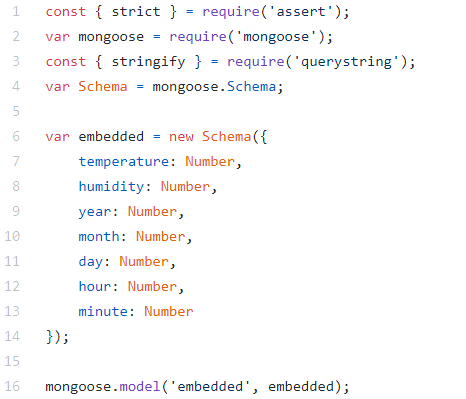 1 const { strict } = require('assert');
2 var mongoose = require('mongoose');
3 const { stringify } = require('querystring');
4 var Schema = mongoose.Schema;
5
6 var embedded = new Schema({
7     temperature: Number,
8     humidity: Number,
9     year: Number,
10     month: Number,
11     day: Number,
12     hour: Number,
13     minute: Number
14 });
15
16 mongoose.model('embedded', embedded);